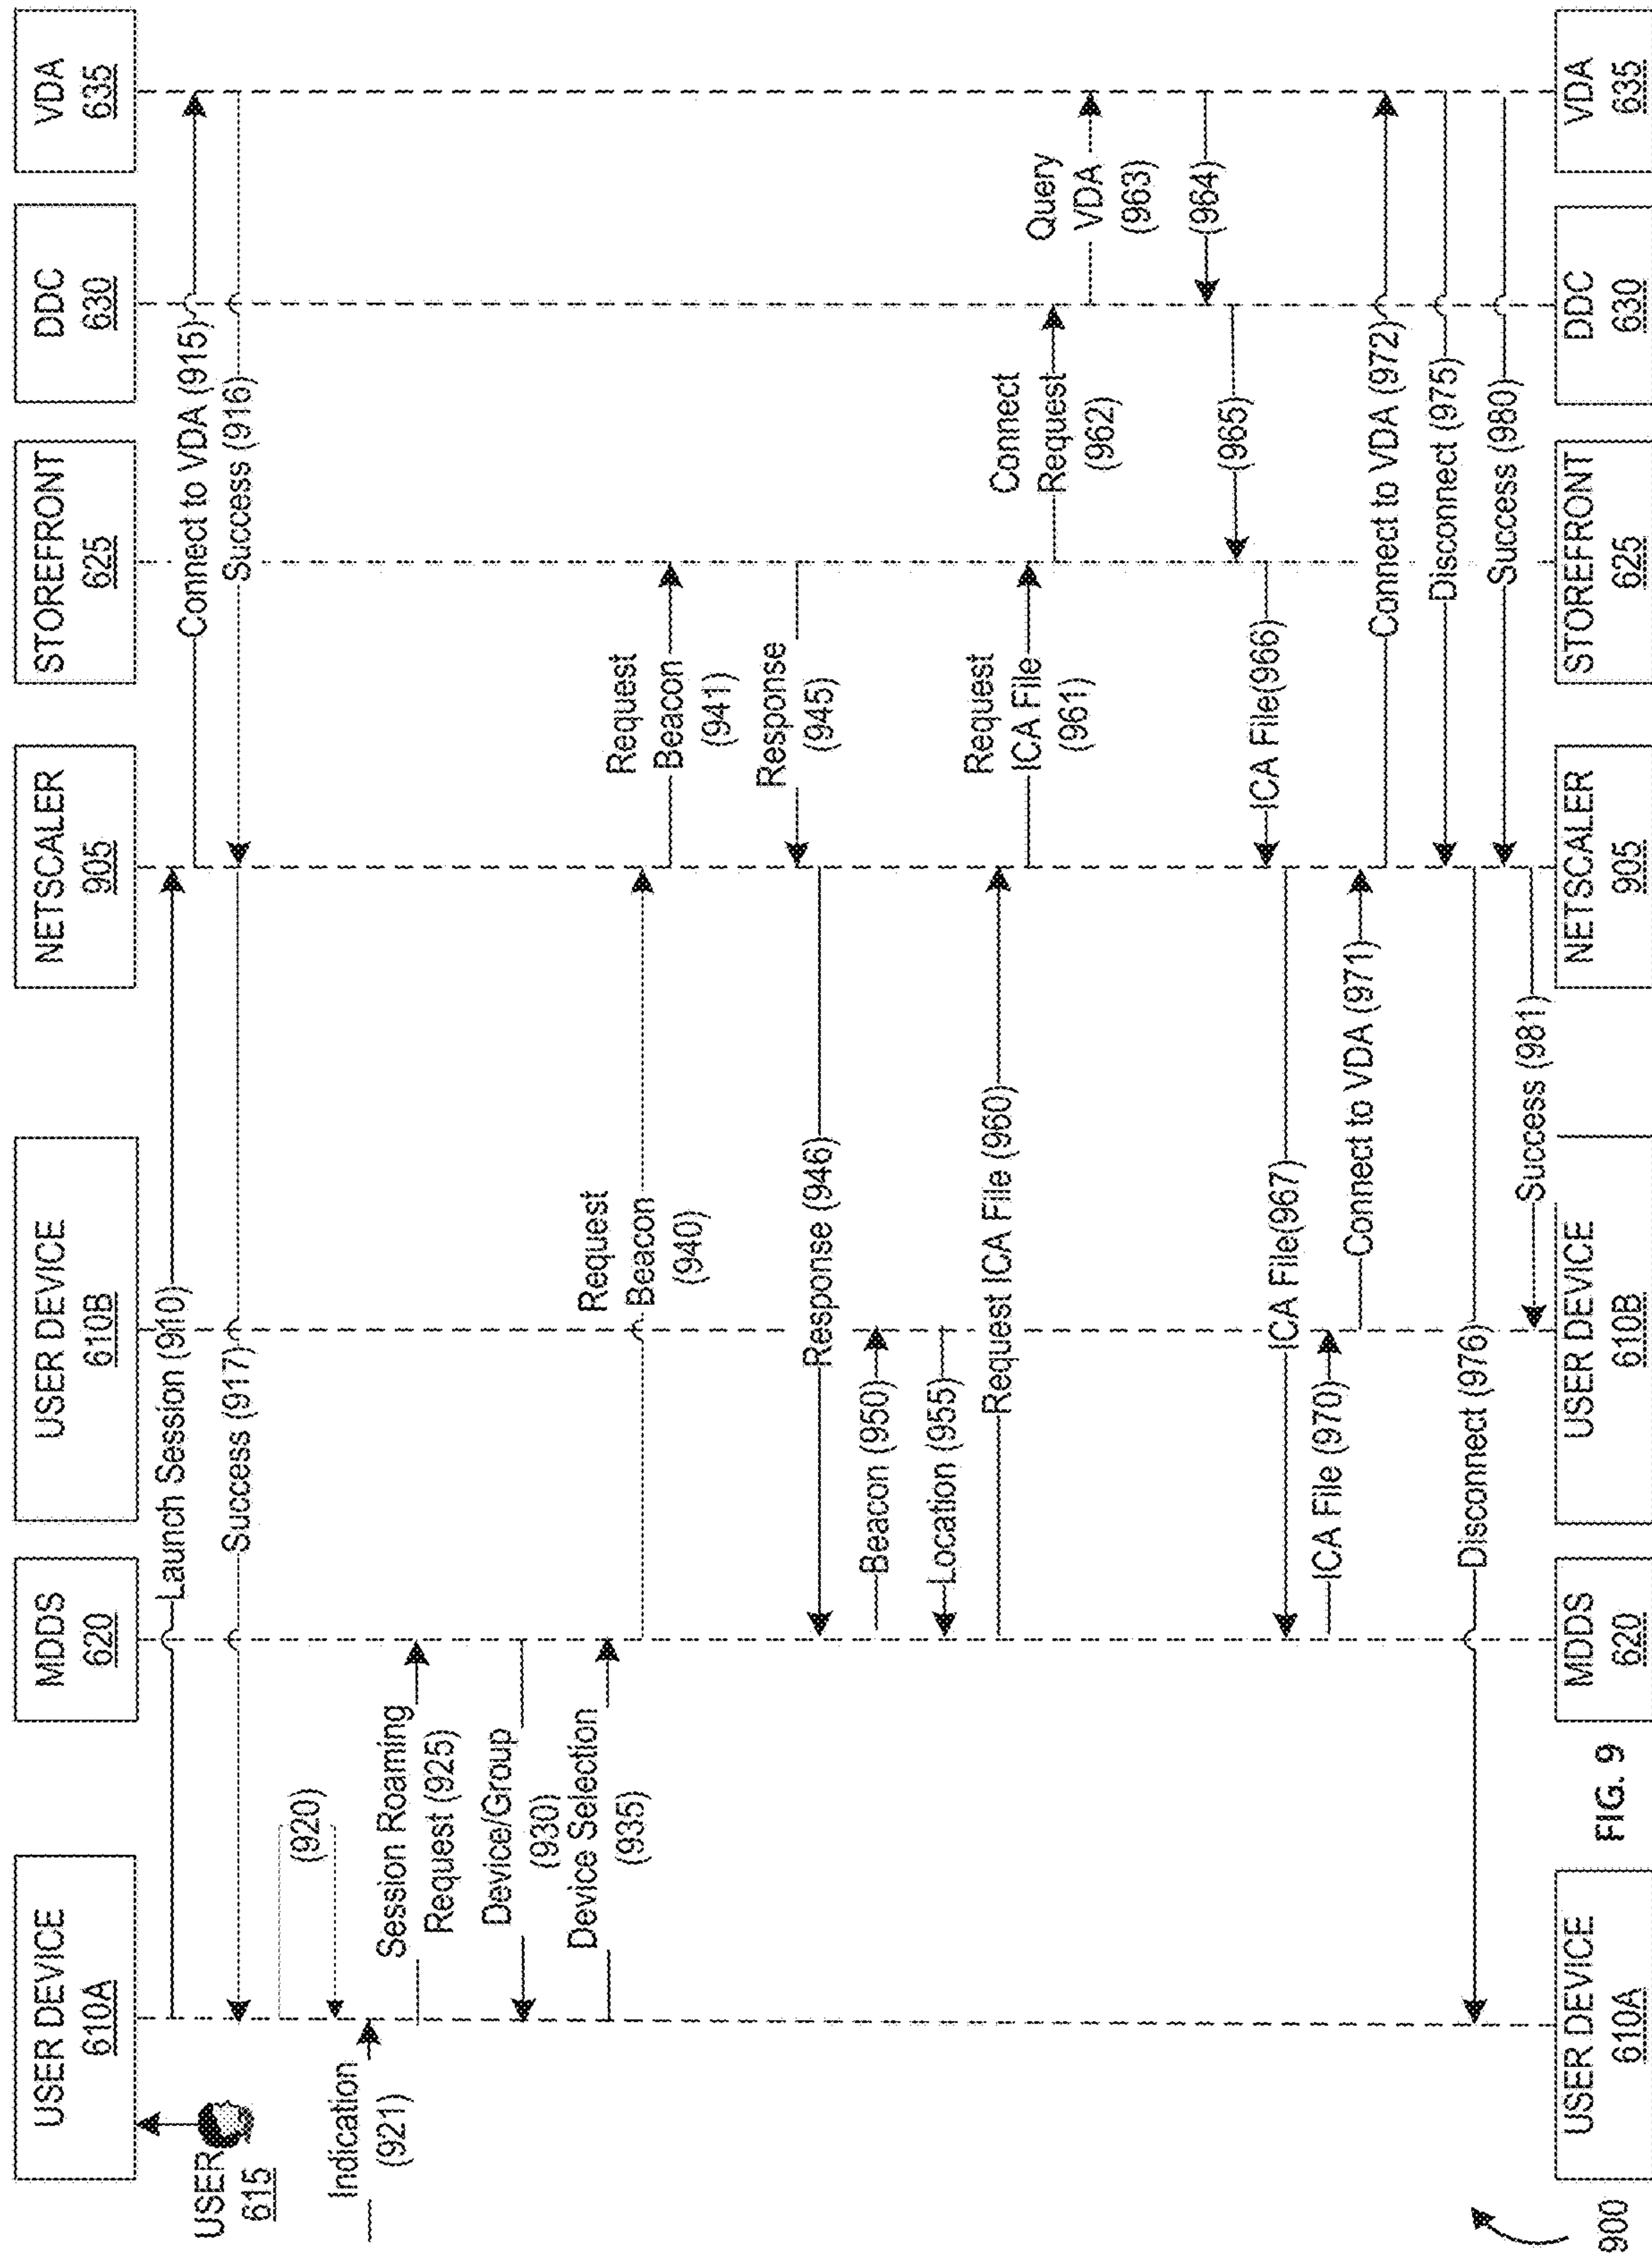 USER DEVICE
610A
MDDS
620
USER DEVICE
610B
NETSCALER
905
STOREFRONT
625
DDC
630
VDA
635
USER
615
Launch Session (910)
Connect to VDA (915)
Success (916)
Success (917)
(920)
Indication
(921)
Session Roaming
Request (925)
Device/Group
(930)
Device Selection
(935)
Request
Beacon
(940)
Request
Beacon
(941)
Response
(945)
Response (946)
Beacon (950)
Location (955)
Request ICA File (960)
Request
ICA File
(961)
Connect
Request
(962)
Query
VDA
(963)
(964)
(965)
ICA File(966)
ICA File(967)
ICA File (970)
Connect to VDA (971)
Connect to VDA (972)
Disconnect (975)
Disconnect (976)
Success (980)
Success (981)
USER DEVICE
610A
MDDS
620
USER DEVICE
610B
NETSCALER
905
STOREFRONT
625
DDC
630
VDA
635
900
FIG. 9